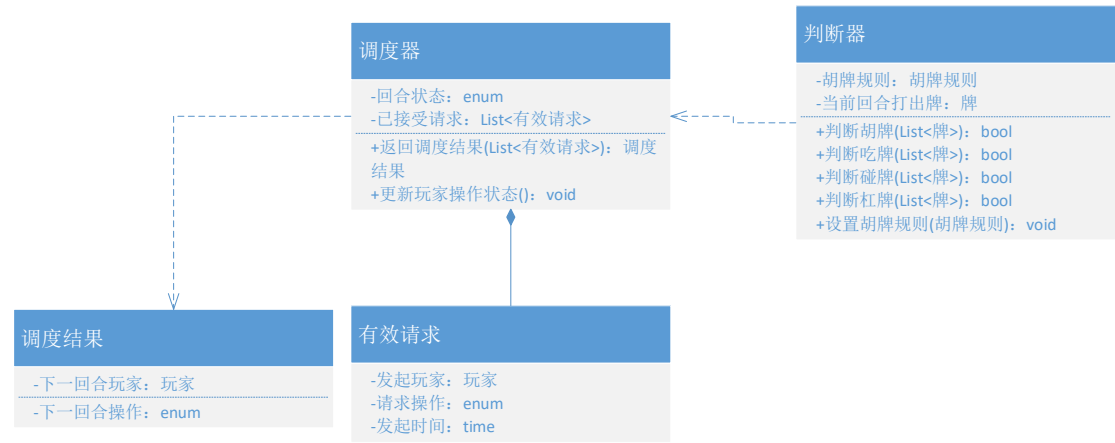 调度器
-回合状态：enum
-已接受请求：List<有效请求>
+返回调度结果(List<有效请求>)：调度
结果
+更新玩家操作状态()：void
判断器
-胡牌规则：胡牌规则
-当前回合打出牌：牌
+判断胡牌(List<牌>)：bool
+判断吃牌(List<牌>)：bool
+判断碰牌(List<牌>)：bool
+判断杠牌(List<牌>)：bool
+设置胡牌规则(胡牌规则)：void
调度结果
-下一回合玩家：玩家
-下一回合操作：enum
有效请求
-发起玩家：玩家
-请求操作：enum
-发起时间：time